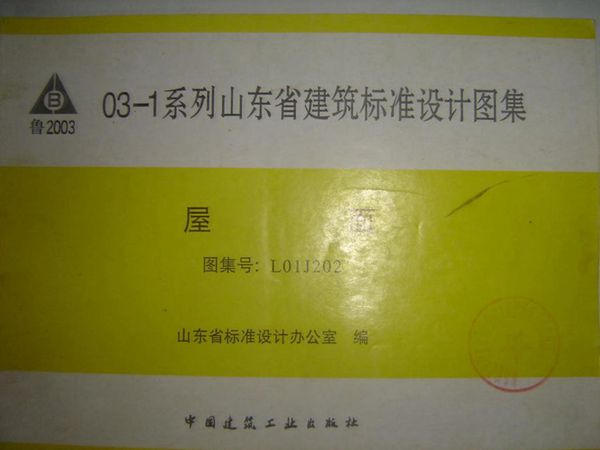 03-1系列山东省建筑标准设计图集
鲁2003
屋 面
图集号：L01J202
山东省标准设计办公室 编
中国建筑工业出版社